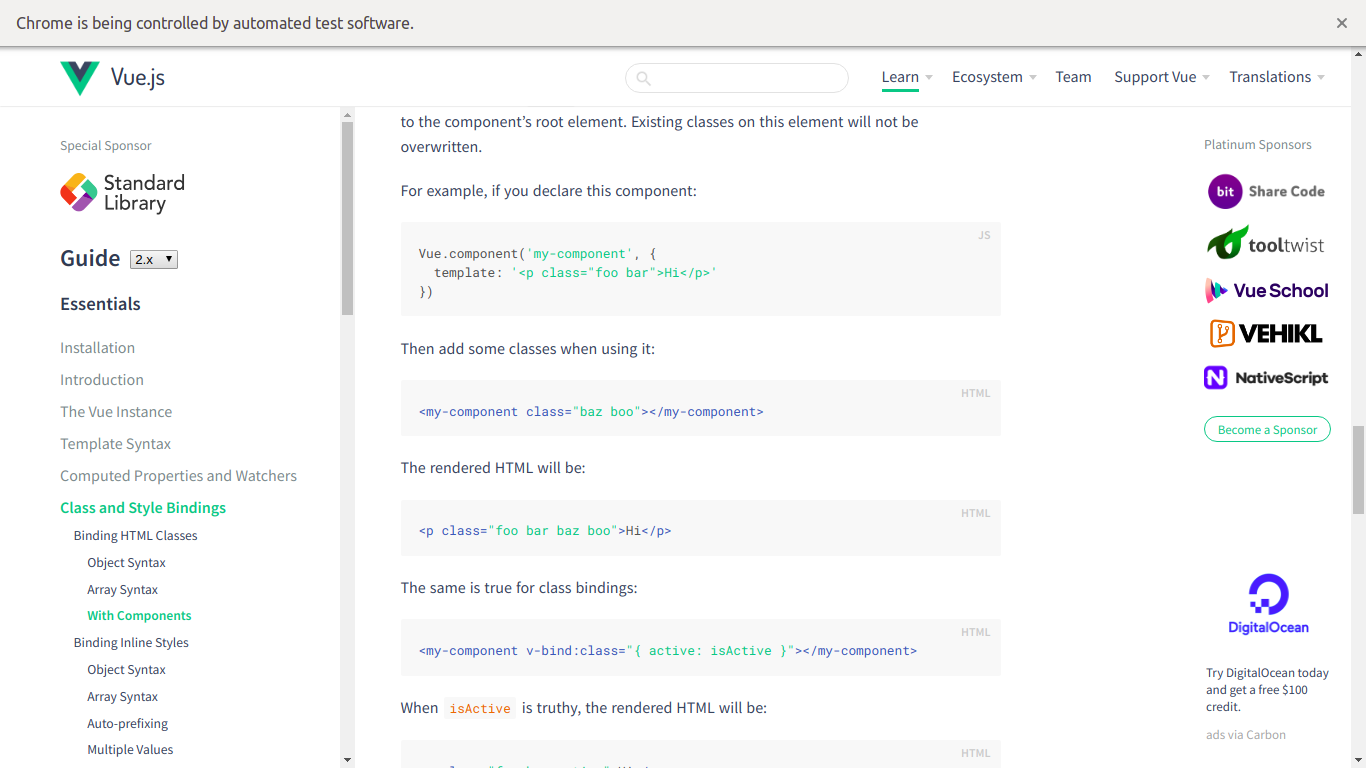 Chrome is being controlled by automated test software.
Vue.js
Learn
Ecosystem
Team
Support Vue
Translations
Special Sponsor
Standard
Library
Guide
2.x
Essentials
Installation
Introduction
The Vue Instance
Template Syntax
Computed Properties and Watchers
Class and Style Bindings
Binding HTML Classes
Object Syntax
Array Syntax
With Components
Binding Inline Styles
Object Syntax
Array Syntax
Auto-prefixing
Multiple Values
to the component’s root element. Existing classes on this element will not be
overwritten.
For example, if you declare this component:
JS
Vue.component('my-component', {
  template: '<p class="foo bar">Hi</p>'
})
Then add some classes when using it:
HTML
<my-component class="baz boo"></my-component>
The rendered HTML will be:
HTML
<p class="foo bar baz boo">Hi</p>
The same is true for class bindings:
HTML
<my-component v-bind:class="{ active: isActive }"></my-component>
When isActive is truthy, the rendered HTML will be:
HTML
Platinum Sponsors
bit Share Code
tooltwist
Vue School
VEHIKL
NativeScript
Become a Sponsor
DigitalOcean
Try DigitalOcean today
and get a free $100
credit.
ads via Carbon